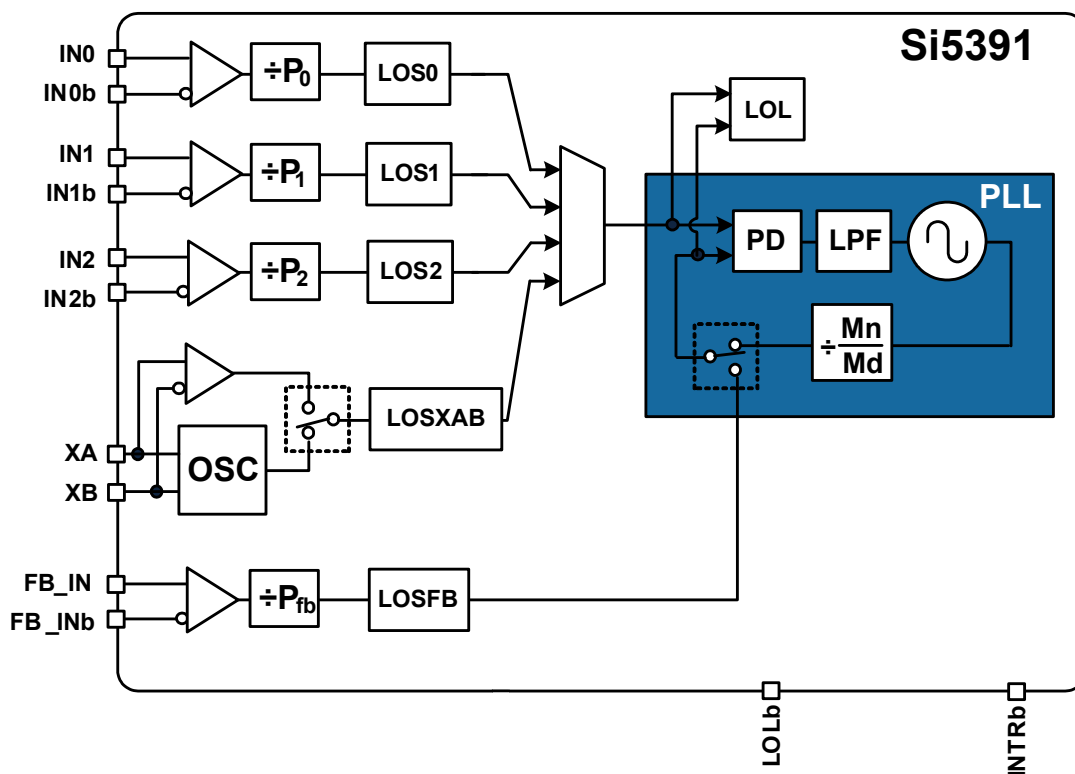 Si5391
IN0
IN0b
÷P0
LOS0
LOL
IN1
IN1b
÷P1
LOS1
PLL
PD
LPF
IN2
IN2b
÷P2
LOS2
÷ Mn
Md
XA
XB
OSC
LOSXAB
FB_IN
FB_INb
÷Pfb
LOSFB
LOLb
INTRb